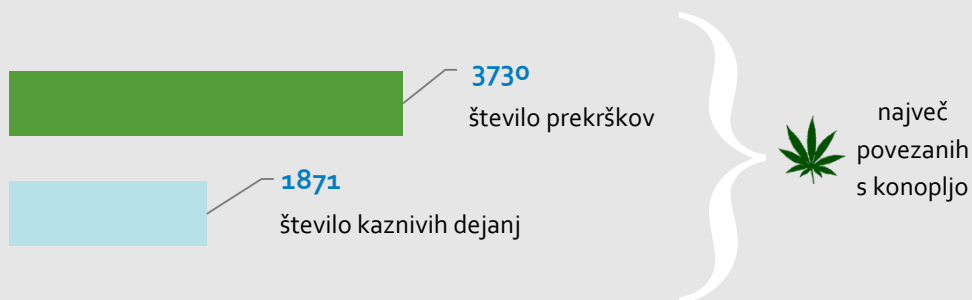 3730
število prekrškov
1871
število kaznivih dejanj
največ
povezanih
s konopljo